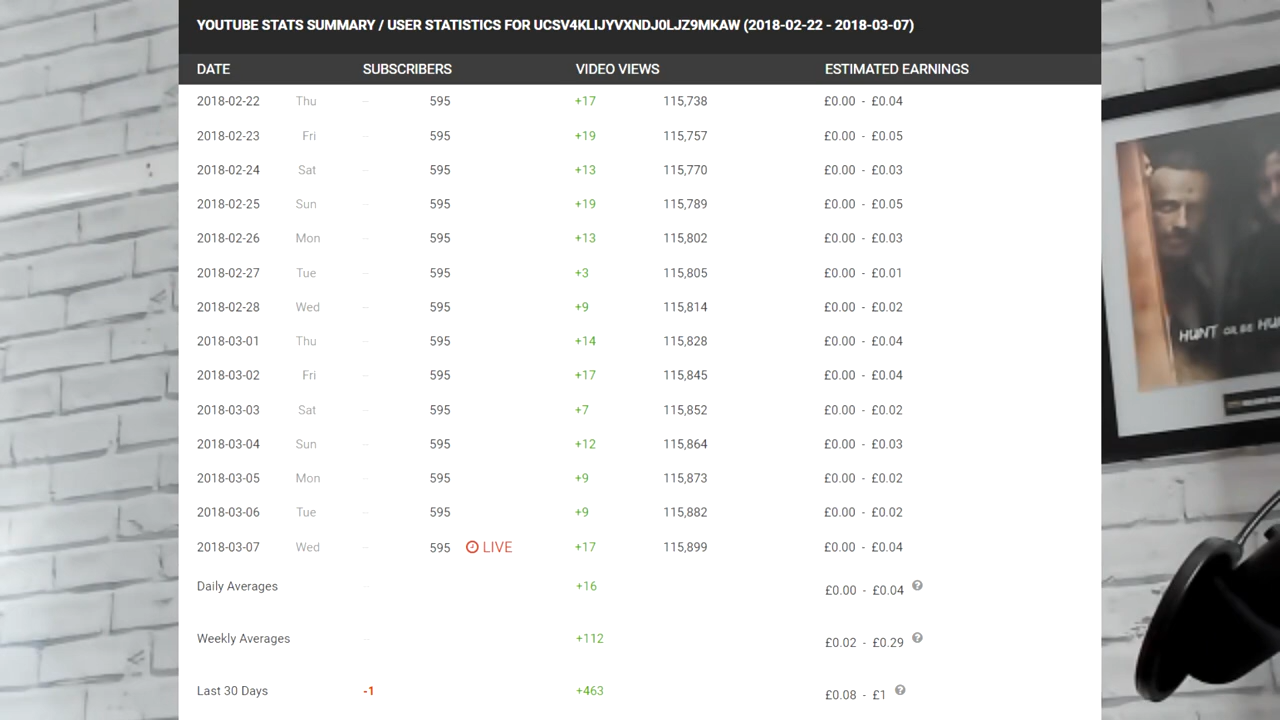 YOUTUBE STATS SUMMARY / USER STATISTICS FOR UCSV4KLIJYVXNDJ0LJZ9MKAW (2018-02-22 - 2018-03-07)
DATE SUBSCRIBERS VIDEO VIEWS ESTIMATED EARNINGS
2018-02-22 Thu -- 595 +17 115,738 £0.00 - £0.04
2018-02-23 Fri -- 595 +19 115,757 £0.00 - £0.05
2018-02-24 Sat -- 595 +13 115,770 £0.00 - £0.03
2018-02-25 Sun -- 595 +19 115,789 £0.00 - £0.05
2018-02-26 Mon -- 595 +13 115,802 £0.00 - £0.03
2018-02-27 Tue -- 595 +3 115,805 £0.00 - £0.01
2018-02-28 Wed -- 595 +9 115,814 £0.00 - £0.02
2018-03-01 Thu -- 595 +14 115,828 £0.00 - £0.04
2018-03-02 Fri -- 595 +17 115,845 £0.00 - £0.04
2018-03-03 Sat -- 595 +7 115,852 £0.00 - £0.02
2018-03-04 Sun -- 595 +12 115,864 £0.00 - £0.03
2018-03-05 Mon -- 595 +9 115,873 £0.00 - £0.02
2018-03-06 Tue -- 595 +9 115,882 £0.00 - £0.02
2018-03-07 Wed -- 595 LIVE +17 115,899 £0.00 - £0.04
Daily Averages -- +16 £0.00 - £0.04 ?
Weekly Averages -- +112 £0.02 - £0.29 ?
Last 30 Days -1 +463 £0.08 - £1 ?
HUNT OR BE